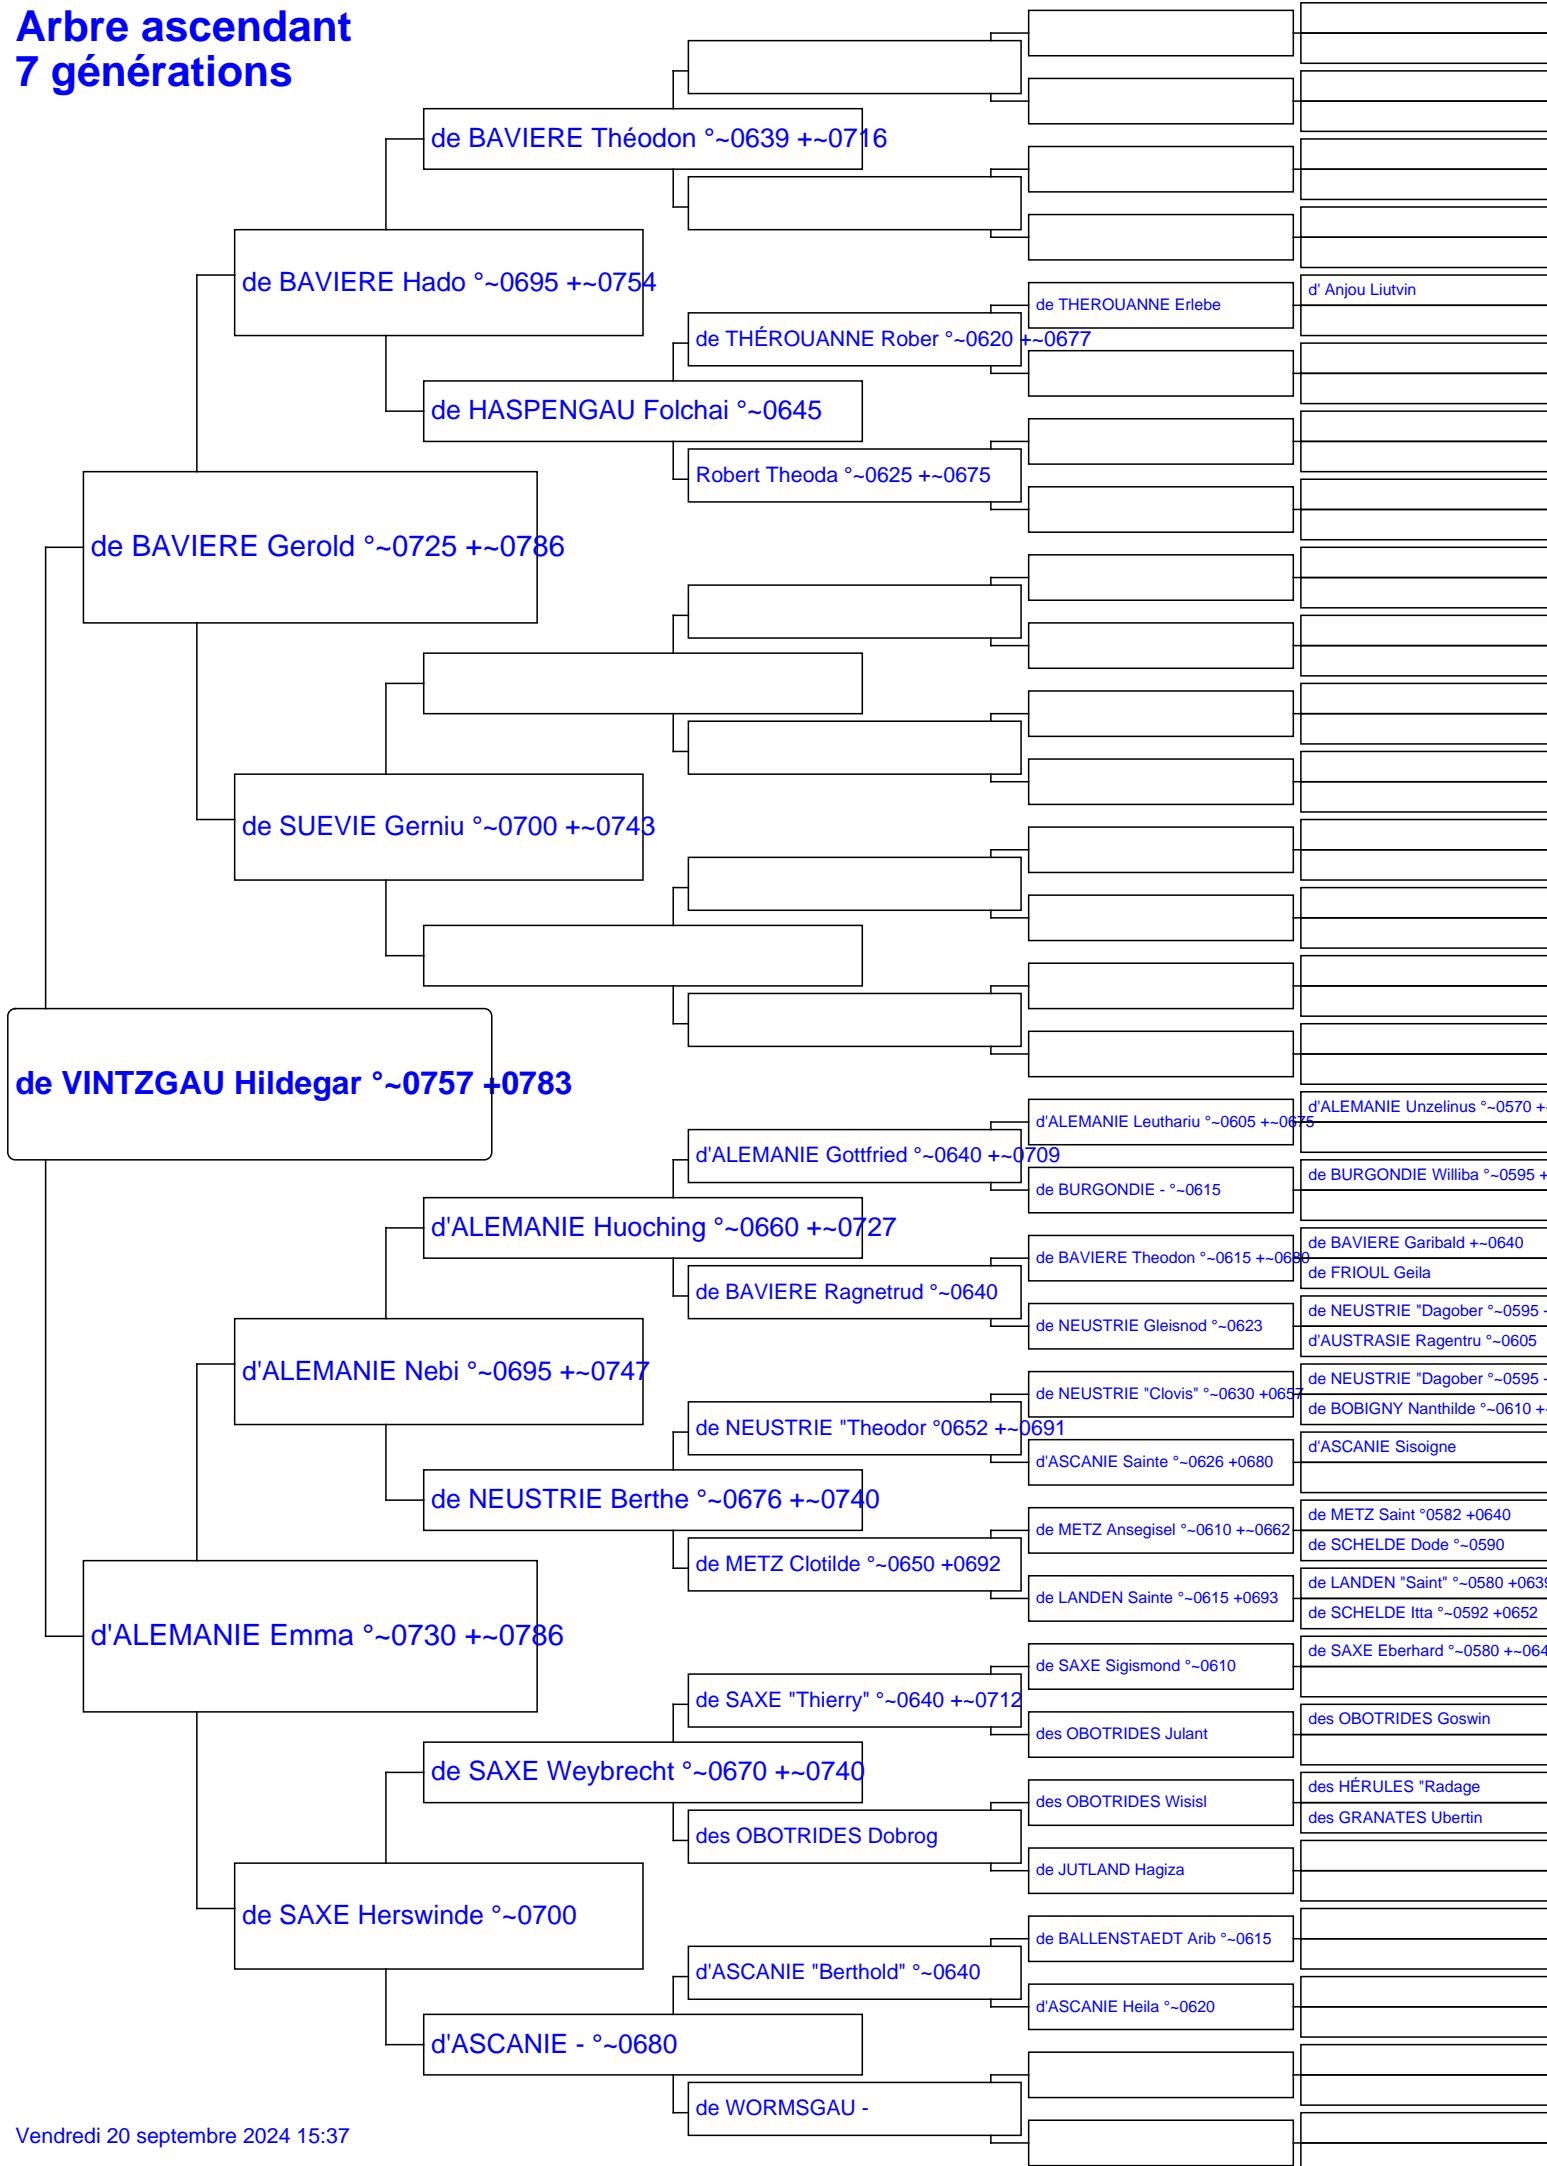 Arbre ascendant
7 générations
de BAVIERE Théodon °~0639 +~0716
de BAVIERE Hado °~0695 +~0754
d' Anjou Liutvin
de THEROUANNE Erlebe
de THÉROUANNE Rober °~0620 +~0677
de HASPENGAU Folchai °~0645
Robert Theoda °~0625 +~0675
de BAVIERE Gerold °~0725 +~0786
de SUEVIE Gerniu °~0700 +~0743
de VINTZGAU Hildegar °~0757 +0783
d'ALEMANIE Unzelinus °~0570 +
d'ALEMANIE Leuthariu °~0605 +~0675
d'ALEMANIE Gottfried °~0640 +~0709
de BURGONDIE Williba °~0595 +
de BURGONDIE - °~0615
d'ALEMANIE Huoching °~0660 +~0727
de BAVIERE Garibald +~0640
de BAVIERE Theodon °~0615 +~0680
de FRIOUL Geila
de BAVIERE Ragnetrud °~0640
de NEUSTRIE "Dagober °~0595
de NEUSTRIE Gleisnod °~0623
d'AUSTRASIE Ragentru °~0605
d'ALEMANIE Nebi °~0695 +~0747
de NEUSTRIE "Dagober °~0595
de NEUSTRIE "Clovis" °~0630 +0657
de BOBIGNY Nanthilde °~0610 +
de NEUSTRIE "Theodor °0652 +~0691
d'ASCANIE Sisoigne
d'ASCANIE Sainte °~0626 +0680
de NEUSTRIE Berthe °~0676 +~0740
de METZ Saint °0582 +0640
de METZ Ansegisel °~0610 +~0662
de SCHELDE Dode °~0590
de METZ Clotilde °~0650 +0692
de LANDEN "Saint" °~0580 +0639
de LANDEN Sainte °~0615 +0693
de SCHELDE Itta °~0592 +0652
d'ALEMANIE Emma °~0730 +~0786
de SAXE Eberhard °~0580 +~064
de SAXE Sigismond °~0610
de SAXE "Thierry" °~0640 +~0712
des OBOTRIDES Goswin
des OBOTRIDES Julant
de SAXE Weybrecht °~0670 +~0740
des HÉRULES "Radage
des OBOTRIDES Wisisl
des GRANATES Ubertin
des OBOTRIDES Dobrog
de JUTLAND Hagiza
de SAXE Herswinde °~0700
de BALLENSTAEDT Arib °~0615
d'ASCANIE "Berthold" °~0640
d'ASCANIE Heila °~0620
d'ASCANIE - °~0680
de WORMSGAU -
Vendredi 20 septembre 2024 15:37